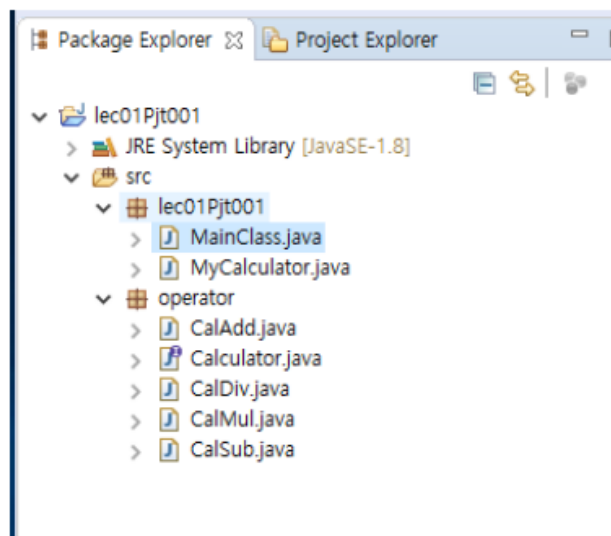 Package Explorer Project Explorer
lec01Pjt001
JRE System Library [JavaSE-1.8]
src
lec01Pjt001
MainClass.java
MyCalculator.java
operator
CalAdd.java
Calculator.java
CalDiv.java
CalMul.java
CalSub.java